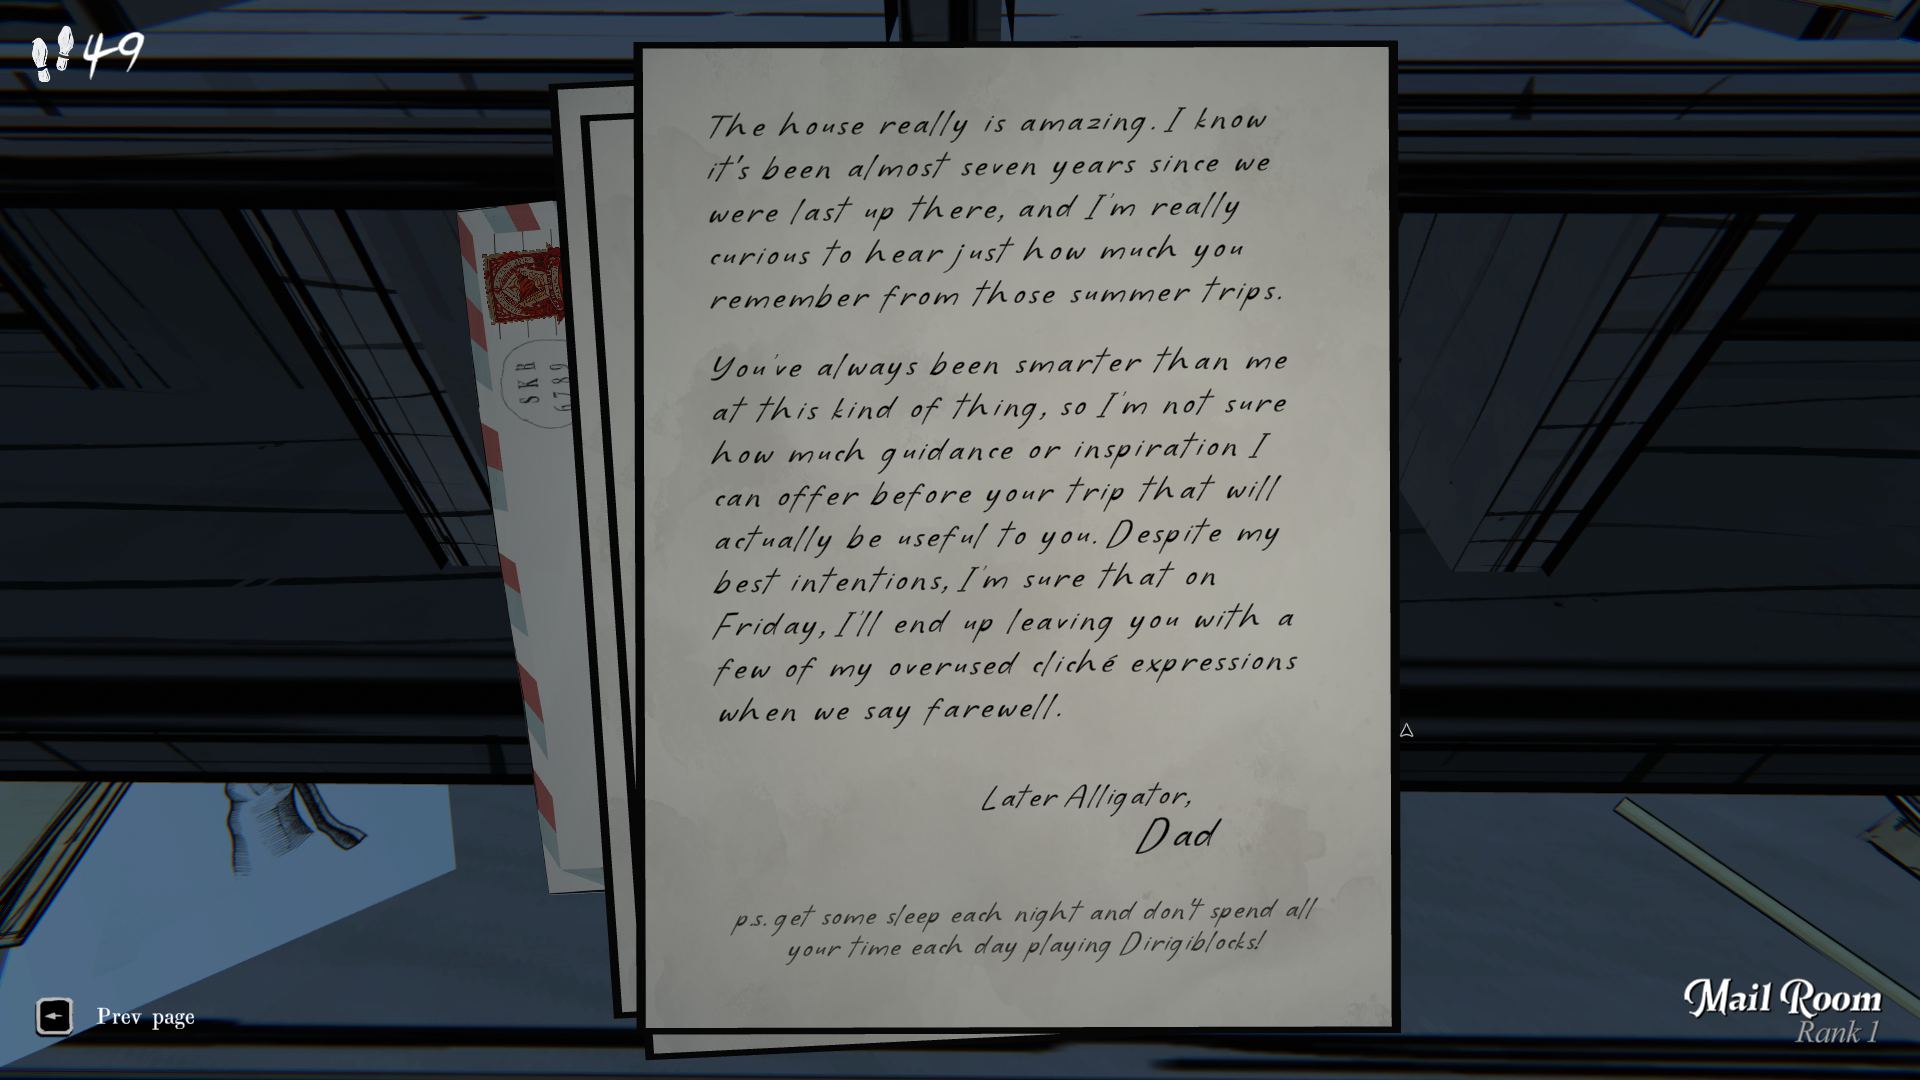 49
The house really is amazing. I know
it's been almost seven years since we
were last up there, and I'm really
curious to hear just how much you
remember from those summer trips.
You've always been smarter than me
at this kind of thing, so I'm not sure
how much guidance or inspiration I
can offer before your trip that will
actually be useful to you. Despite my
best intentions, I'm sure that on
Friday, I'll end up leaving you with a
few of my overused cliché expressions
when we say farewell.
Later Alligator,
Dad
p.s. get some sleep each night and don't spend all
your time each day playing Dirigiblocks!
SKR
6789
Prev page
Mail Room
Rank 1